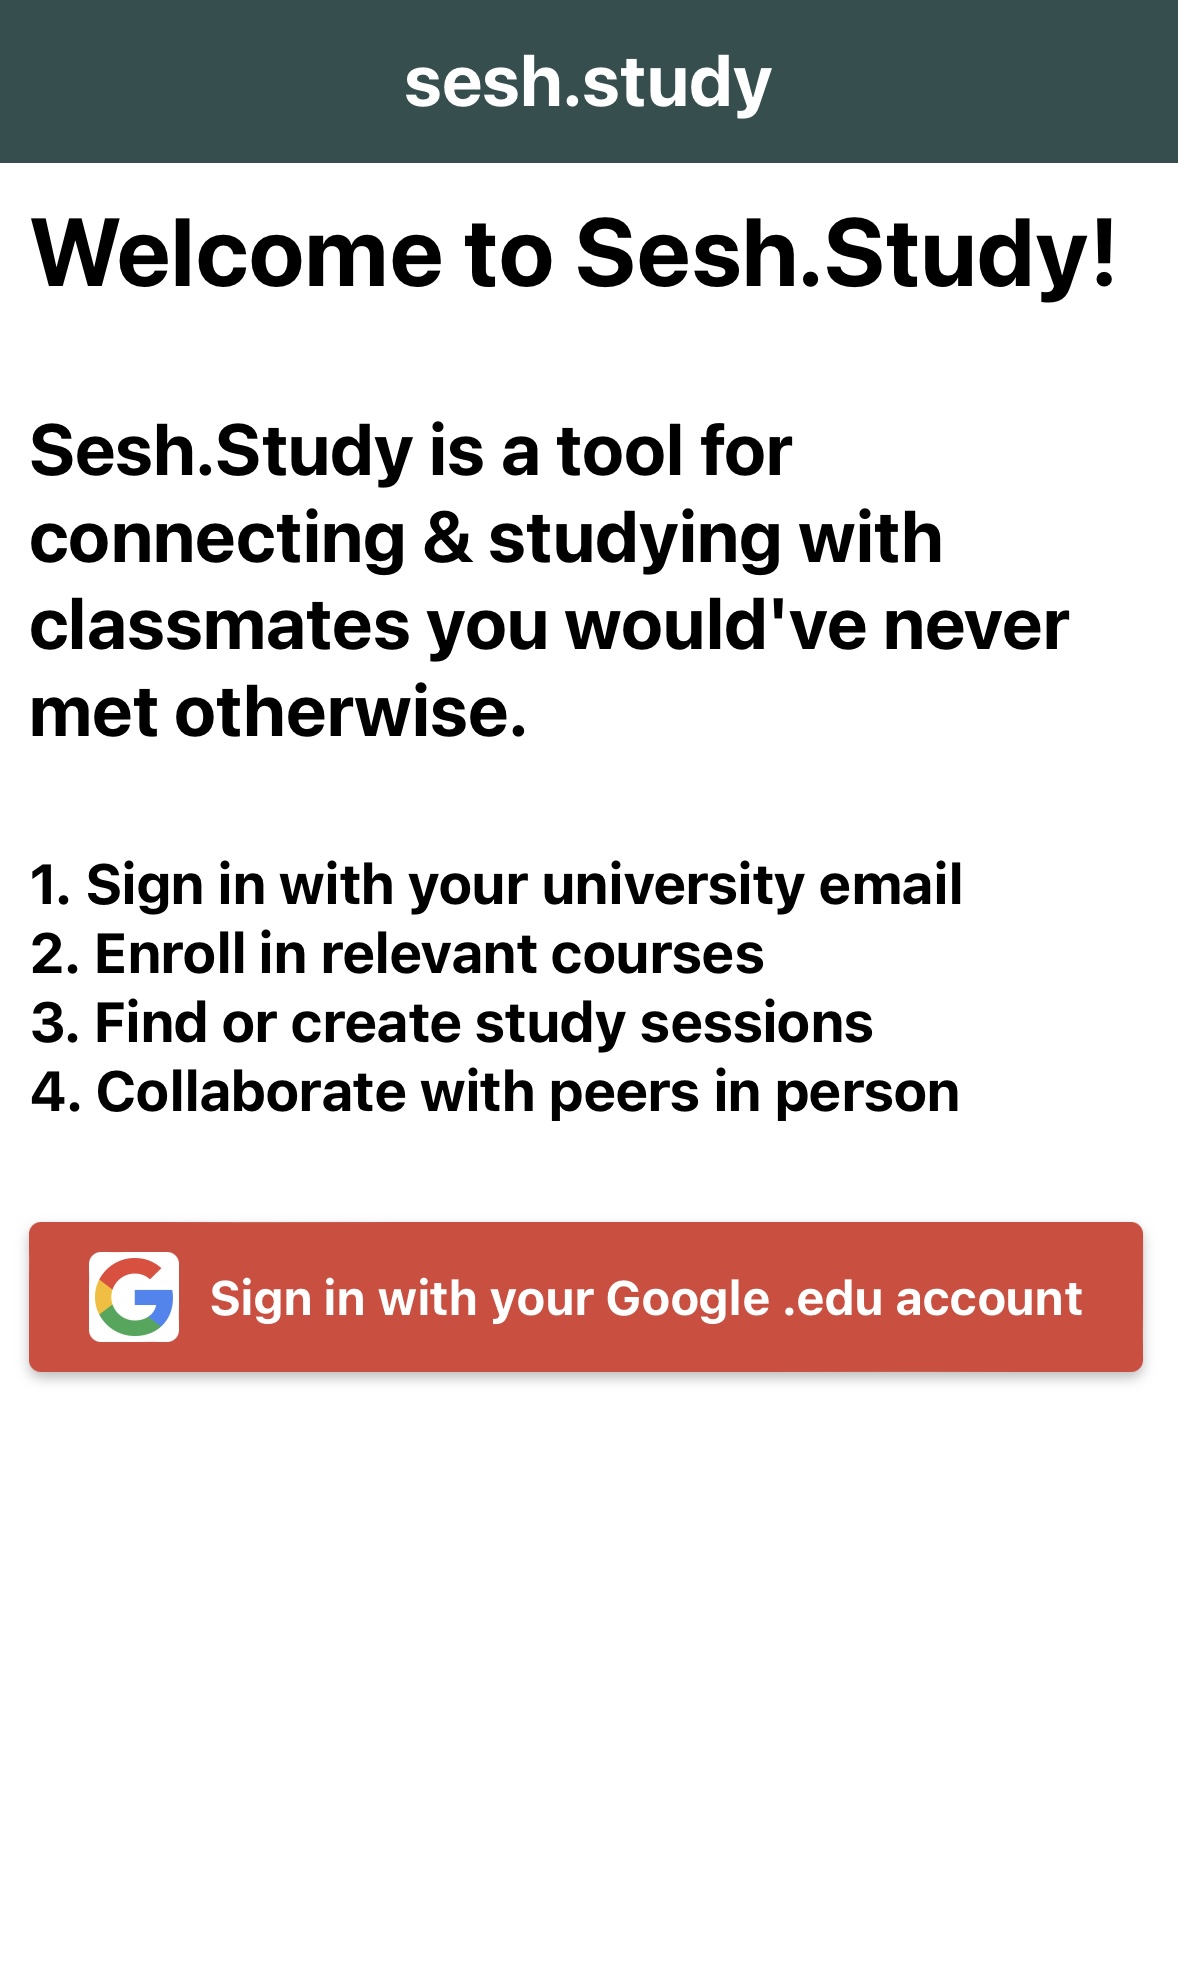 sesh.study
Welcome to Sesh.Study!
Sesh.Study is a tool for
connecting & studying with
classmates you would've never
met otherwise.
1. Sign in with your university email
2. Enroll in relevant courses
3. Find or create study sessions
4. Collaborate with peers in person
Sign in with your Google .edu account